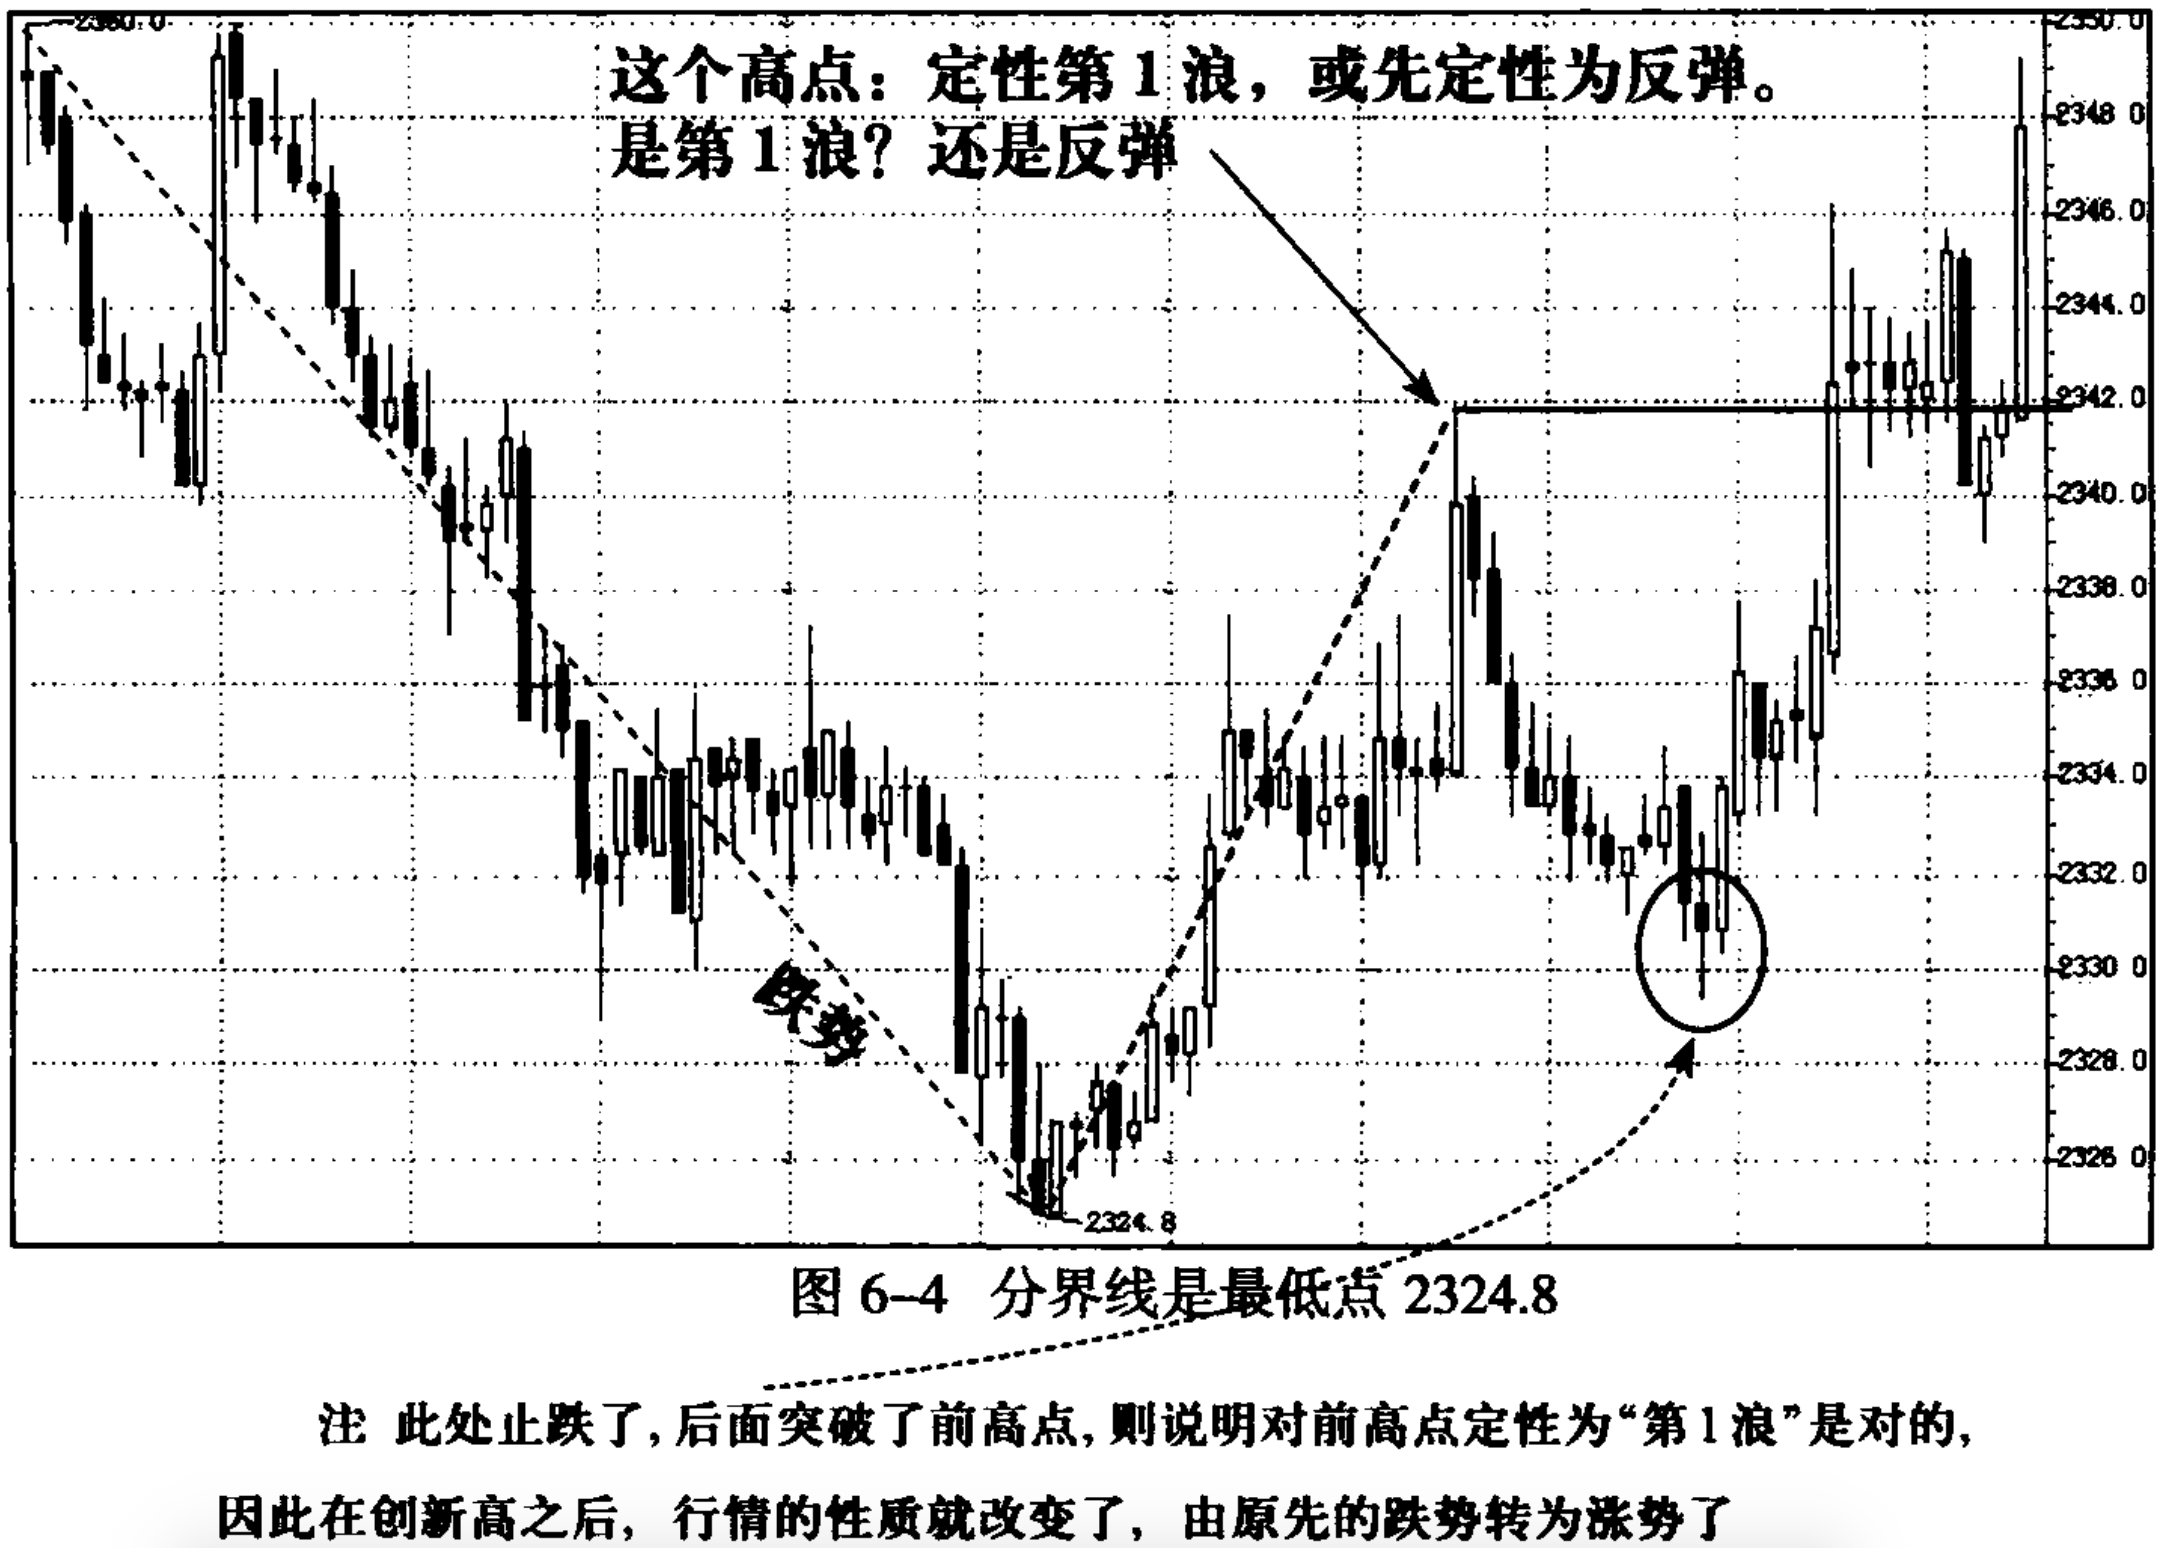 2350.0
这个高点：定性第1浪，或先定性为反弹。
是第1浪？还是反弹
2350.0
2348.0
2346.0
2344.0
2342.0
2340.0
2338.0
2336.0
2334.0
2332.0
2330.0
2328.0
2326.0
跌势
2324.8
图 6-4 分界线是最低点 2324.8
注 此处止跌了,后面突破了前高点,则说明对前高点定性为“第1浪”是对的,
因此在创新高之后，行情的性质就改变了，由原先的跌势转为涨势了